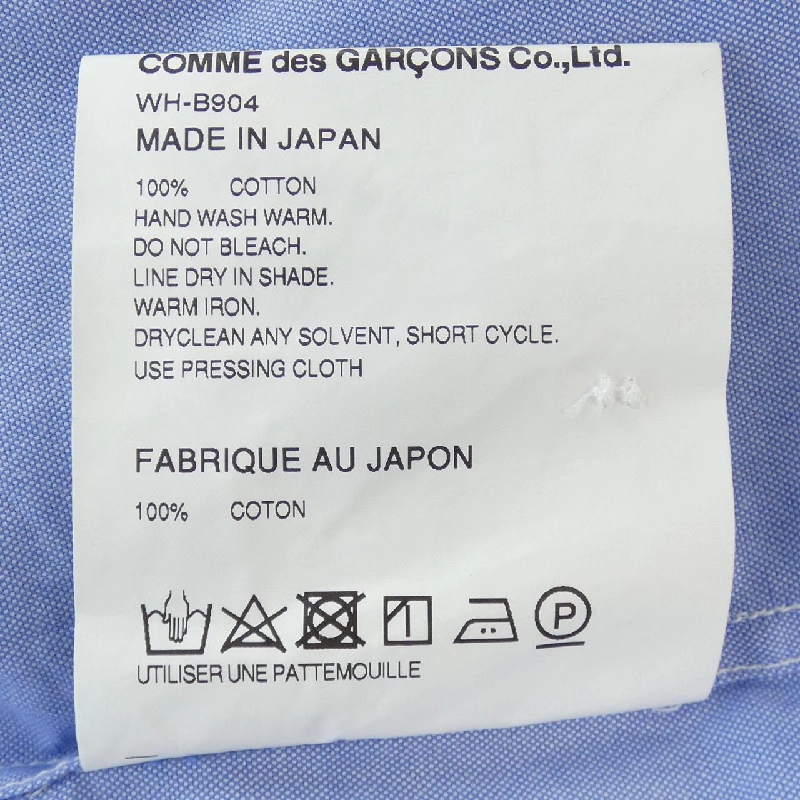 COMME des GARÇONS Co.,Ltd.
WH-B904
MADE IN JAPAN
100% COTTON
HAND WASH WARM.
DO NOT BLEACH.
LINE DRY IN SHADE.
WARM IRON.
DRYCLEAN ANY SOLVENT, SHORT CYCLE.
USE PRESSING CLOTH
FABRIQUE AU JAPON
100% COTON
P
UTILISER UNE PATTEMOUILLE